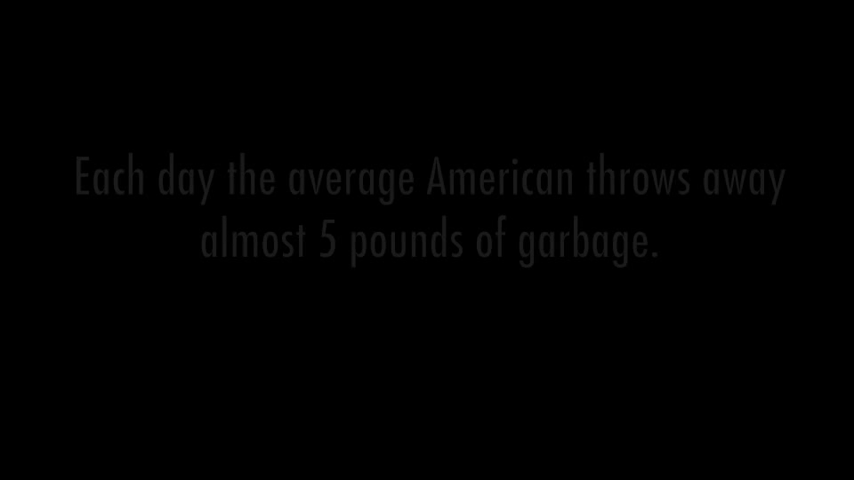 Each day the average American throws away
almost 5 pounds of garbage.